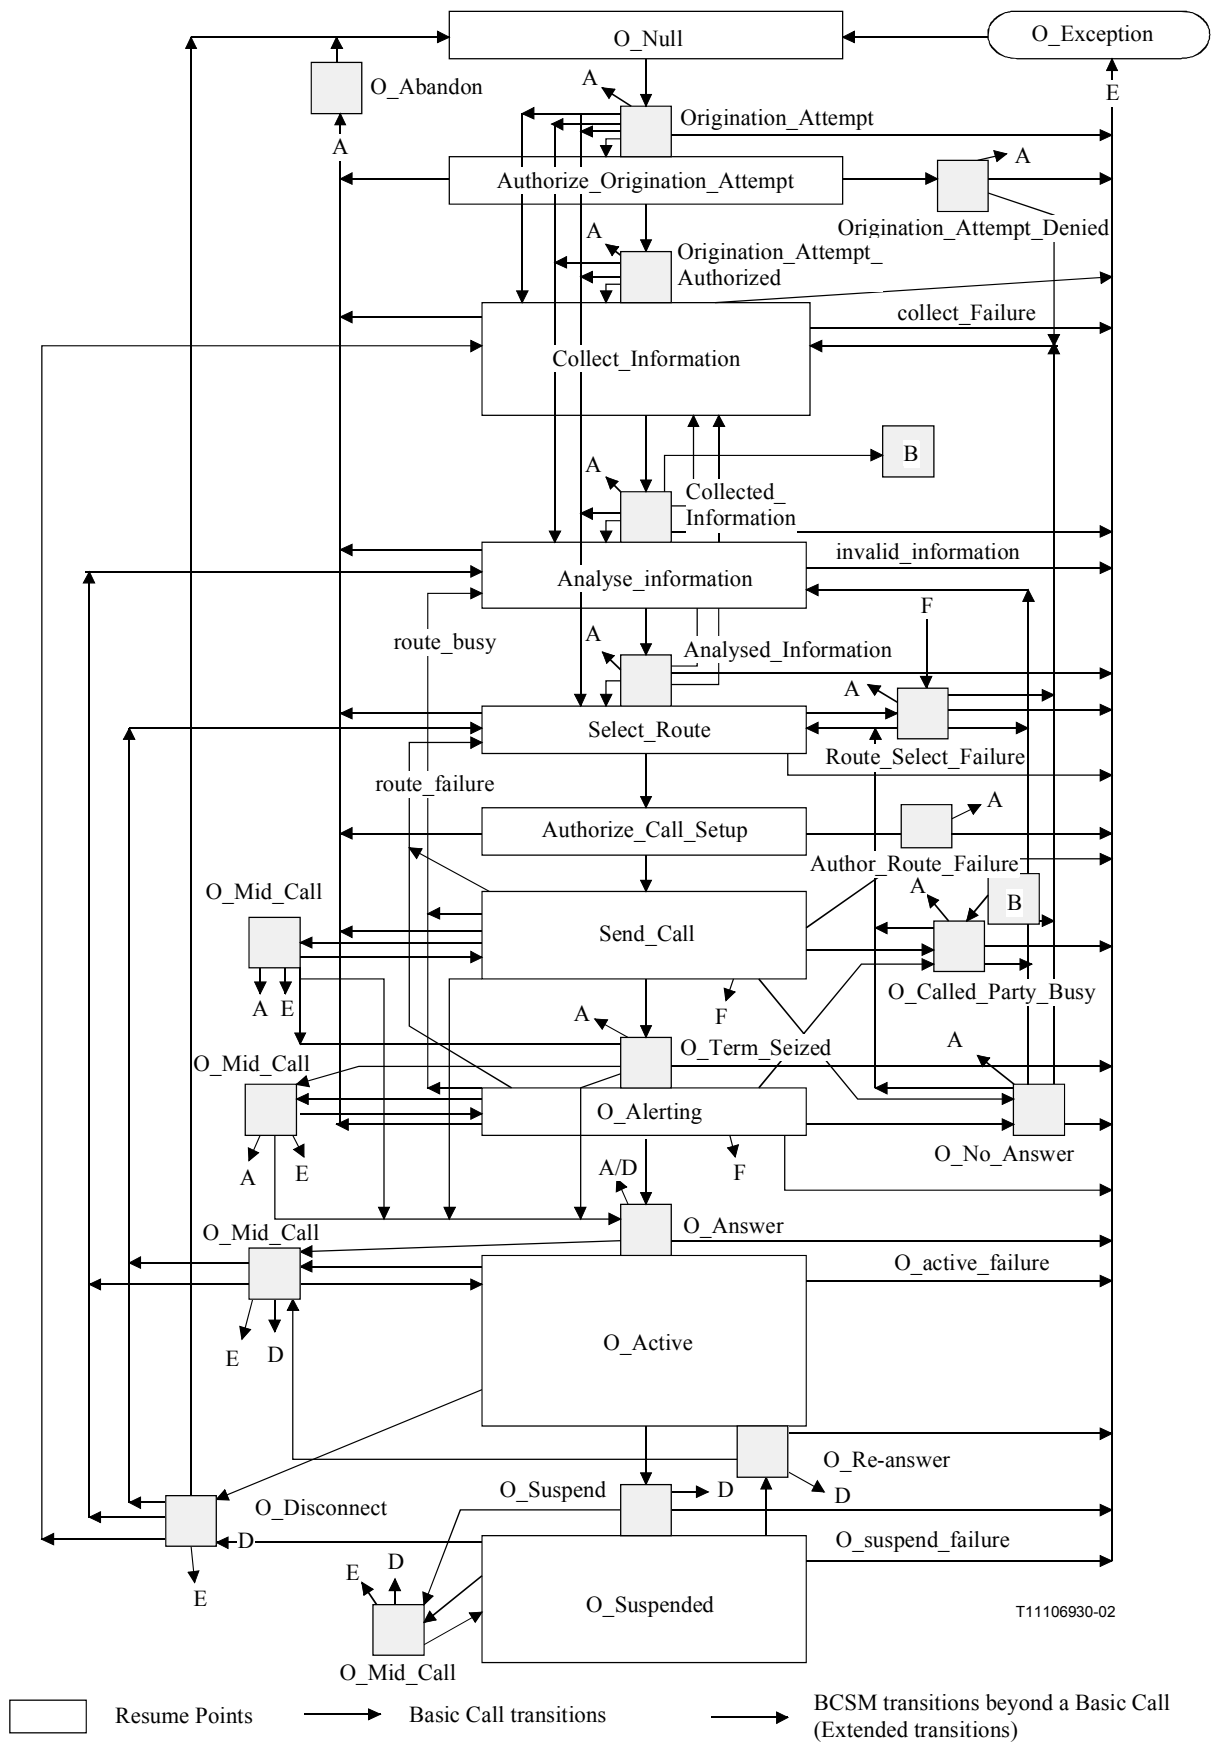 O_Null
O_Exception
A
O_Abandon
E
Origination_Attempt
A
A
Authorize_Origination_Attempt
Origination_Attempt_Denied
A
Origination_Attempt_
Authorized
collect_Failure
Collect_Information
B
A
Collected_
Information
invalid_information
Analyse_information
F
route_busy
A
Analysed_Information
A
Select_Route
Route_Select_Failure
route_failure
A
Authorize_Call_Setup
Author_Route_Failure
O_Mid_Call
A
B
Send_Call
O_Called_Party_Busy
A
E
F
A
O_Term_Seized
A
O_Mid_Call
O_Alerting
O_No_Answer
A
E
A/D
F
O_Mid_Call
O_Answer
O_active_failure
O_Active
E
D
O_Re-answer
O_Suspend
D
D
O_Disconnect
D
O_suspend_failure
D
E
E
O_Suspended
T11106930-02
O_Mid_Call
Resume Points
Basic Call transitions
BCSM transitions beyond a Basic Call
(Extended transitions)